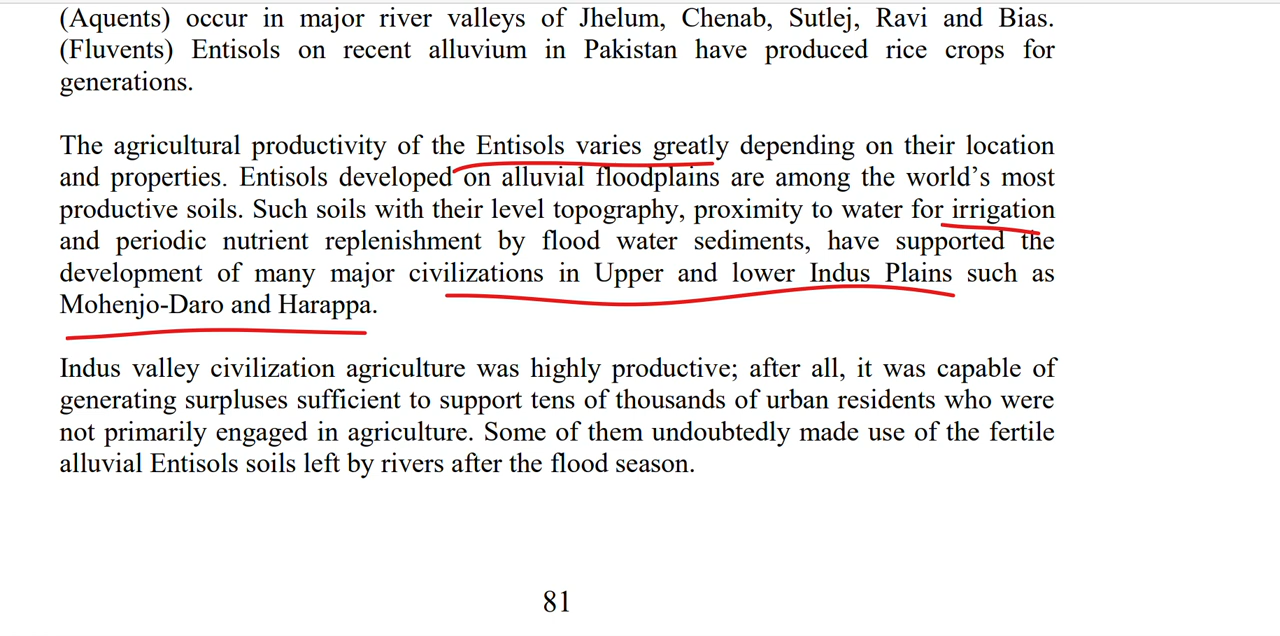 (Aquents) occur in major river valleys of Jhelum, Chenab, Sutlej, Ravi and Bias.
(Fluvents) Entisols on recent alluvium in Pakistan have produced rice crops for
generations.
The agricultural productivity of the Entisols varies greatly depending on their location
and properties. Entisols developed on alluvial floodplains are among the world's most
productive soils. Such soils with their level topography, proximity to water for irrigation
and periodic nutrient replenishment by flood water sediments, have supported the
development of many major civilizations in Upper and lower Indus Plains such as
Mohenjo-Daro and Harappa.
Indus valley civilization agriculture was highly productive; after all, it was capable of
generating surpluses sufficient to support tens of thousands of urban residents who were
not primarily engaged in agriculture. Some of them undoubtedly made use of the fertile
alluvial Entisols soils left by rivers after the flood season.
81